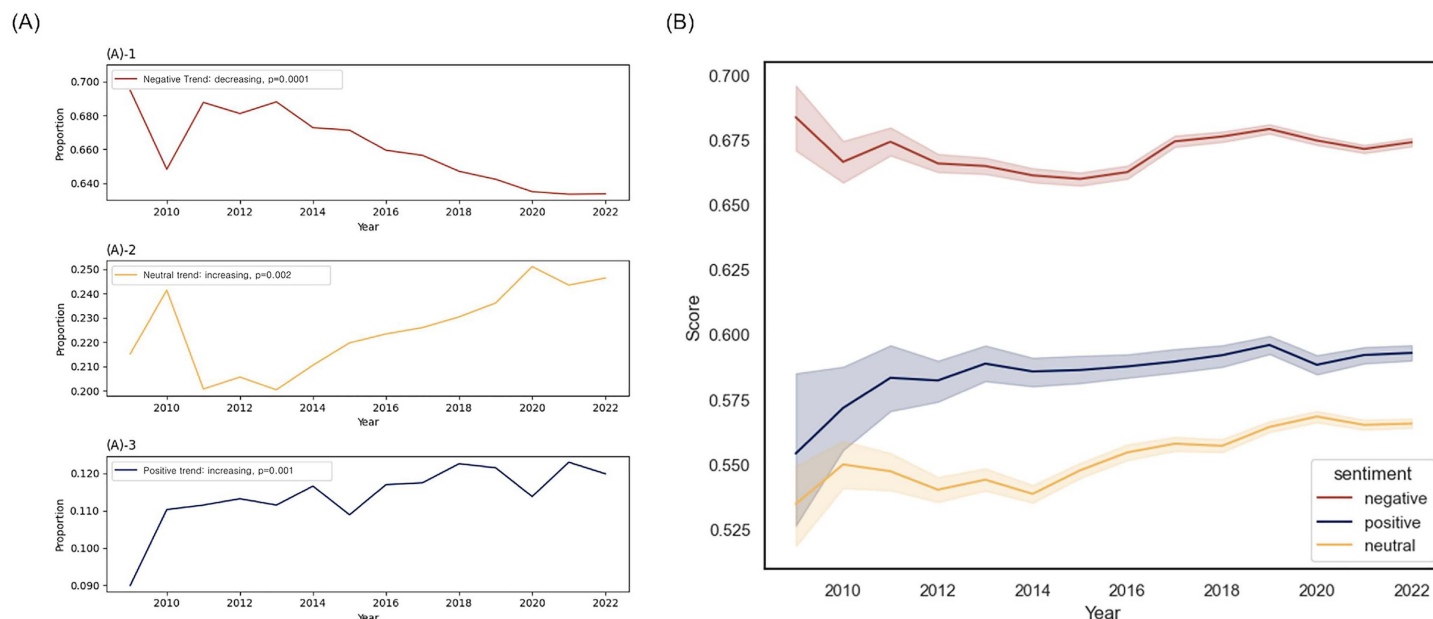 (A)
(A)-1
Negative Trend: decreasing, p=0.0001
Proportion
0.700
0.680
0.660
0.640
2010 2012 2014 2016 2018 2020 2022
Year
(A)-2
Neutral trend: increasing, p=0.002
Proportion
0.250
0.240
0.230
0.220
0.210
0.200
2010 2012 2014 2016 2018 2020 2022
Year
(A)-3
Positive trend: increasing, p=0.001
Proportion
0.120
0.110
0.100
0.090
2010 2012 2014 2016 2018 2020 2022
Year
(B)
Score
0.700
0.675
0.650
0.625
0.600
0.575
0.550
0.525
sentiment
negative
positive
neutral
2010 2012 2014 2016 2018 2020 2022
Year